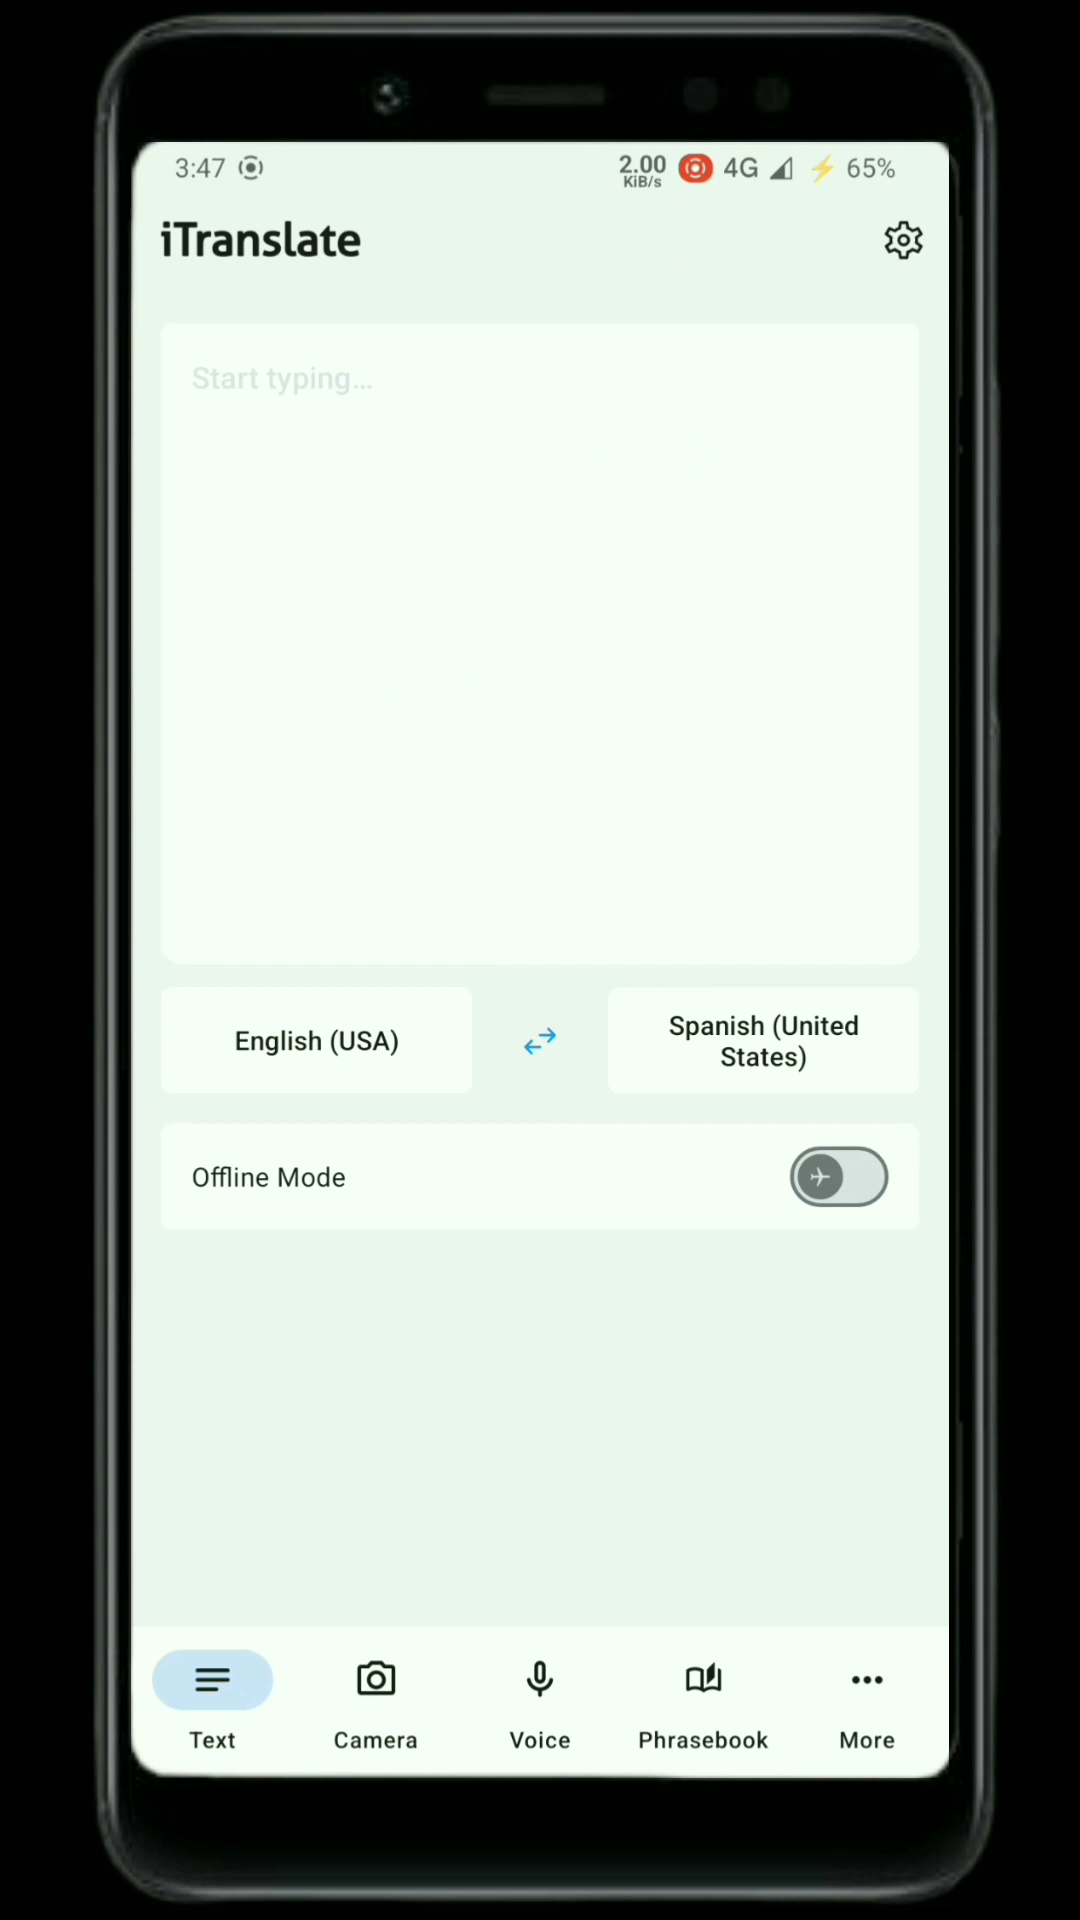 3:47
2.00
KiB/s
4G
65%
iTranslate
Start typing...
English (USA)
Spanish (United
States)
Offline Mode
Text
Camera
Voice
Phrasebook
More